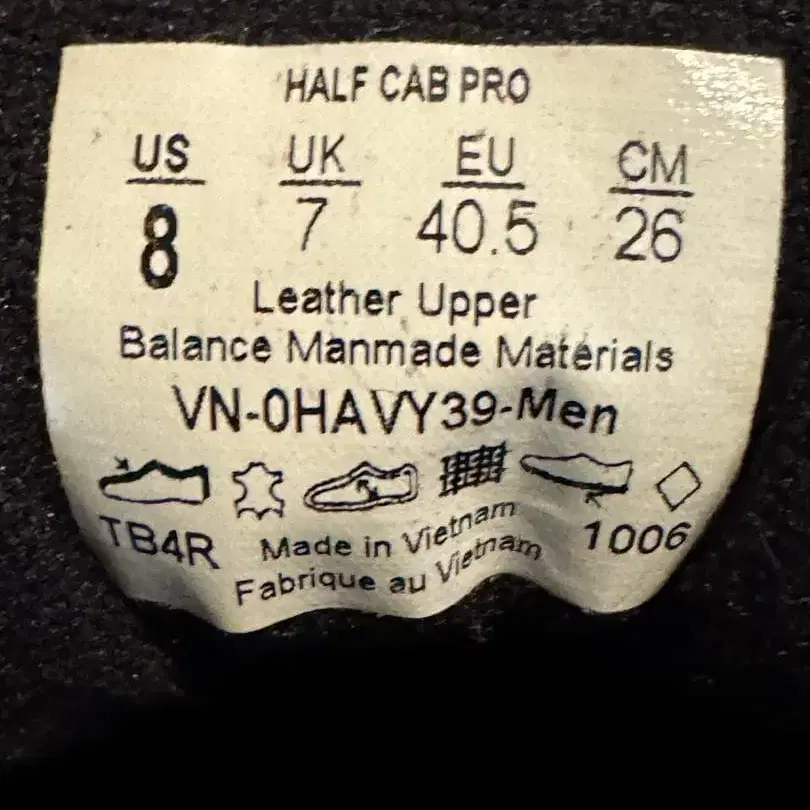 HALF CAB PRO
US UK EU CM
8 7 40.5 26
Leather Upper
Balance Manmade Materials
VN-0HAVY39-Men
TB4R Made in Vietnam 1006
Fabrique au Vietnam